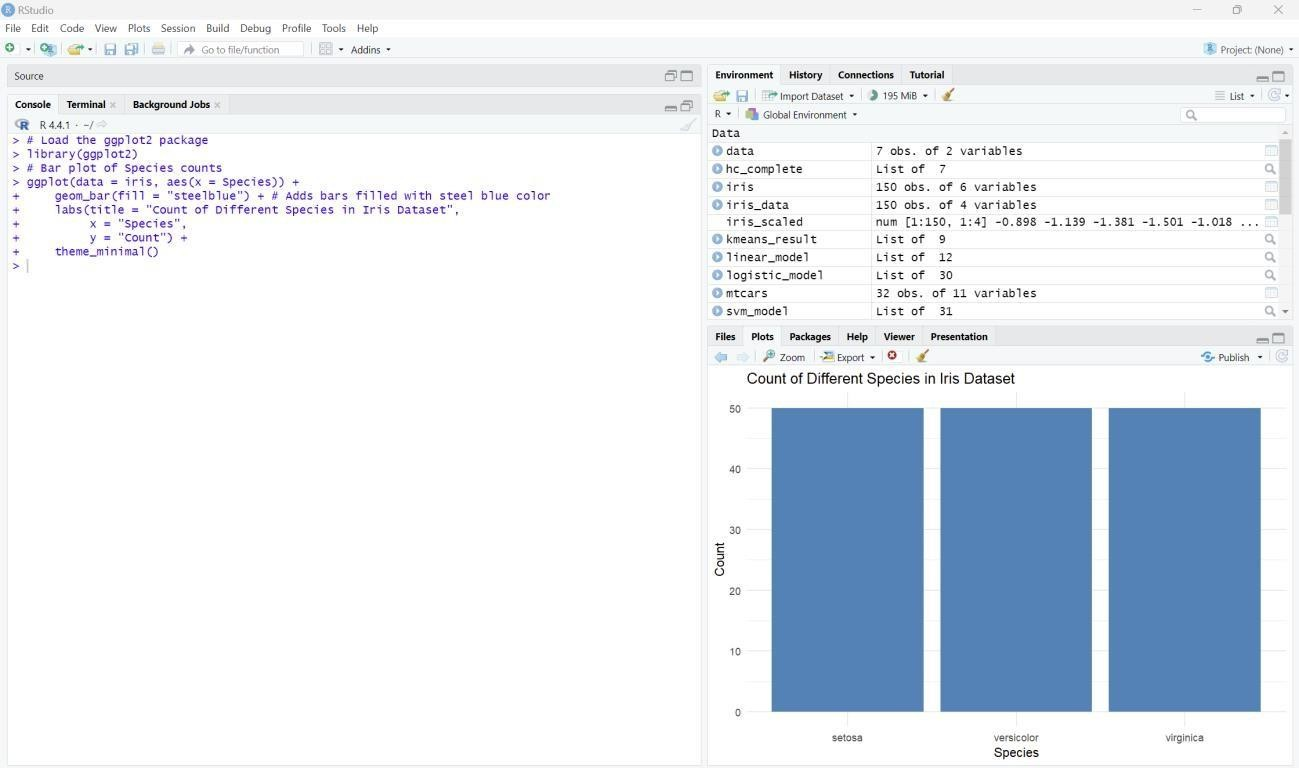 RStudio
File Edit Code View Plots Session Build Debug Profile Tools Help
Go to file/function Addins Project: (None)
Source
Console Terminal Background Jobs
R 4.4.1 · ~/
> # Load the ggplot2 package
> library(ggplot2)
> # Bar plot of Species counts
> ggplot(data = iris, aes(x = Species)) +
+     geom_bar(fill = "steelblue") + # Adds bars filled with steel blue color
+     labs(title = "Count of Different Species in Iris Dataset",
+          x = "Species",
+          y = "Count") +
+     theme_minimal()
>
Environment History Connections Tutorial
Import Dataset 195 MiB List
R Global Environment
Data
data 7 obs. of 2 variables
hc_complete List of 7
iris 150 obs. of 6 variables
iris_data 150 obs. of 4 variables
iris_scaled num [1:150, 1:4] -0.898 -1.139 -1.381 -1.501 -1.018 ...
kmeans_result List of 9
linear_model List of 12
logistic_model List of 30
mtcars 32 obs. of 11 variables
svm_model List of 31
Files Plots Packages Help Viewer Presentation
Zoom Export Publish
Count of Different Species in Iris Dataset
50
40
30
Count
20
10
0
setosa versicolor virginica
Species